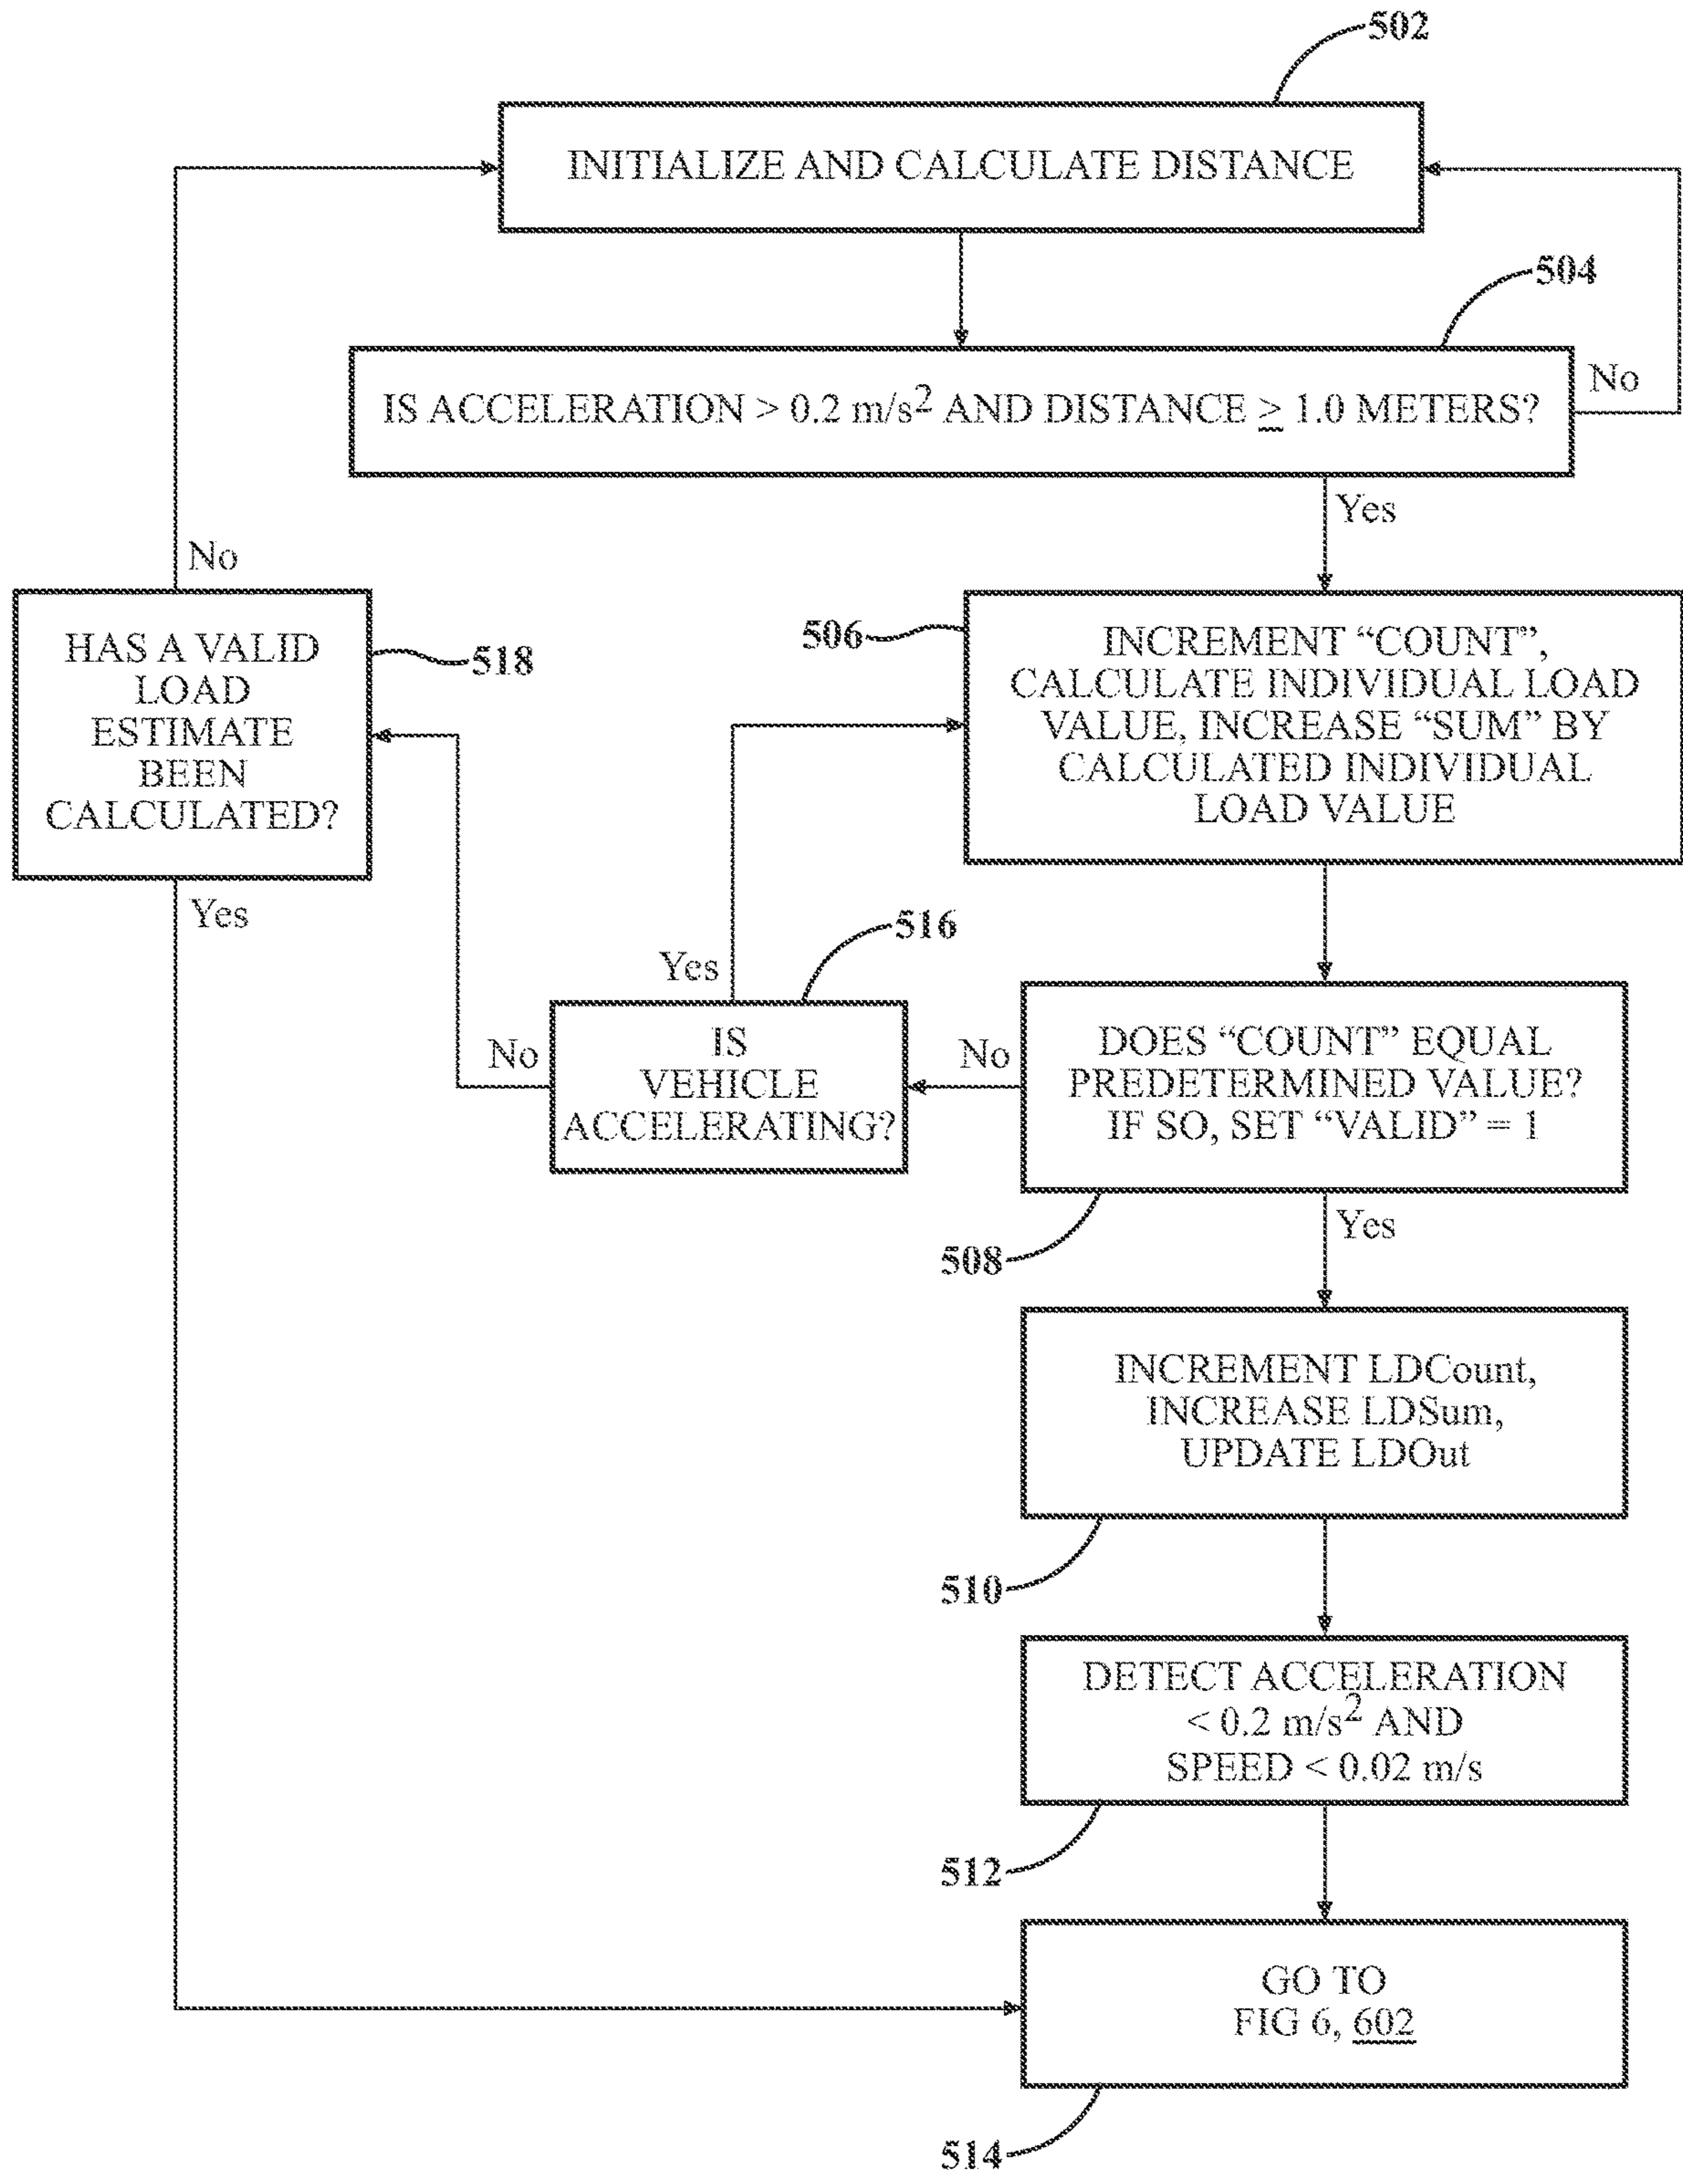 502
INITIALIZE AND CALCULATE DISTANCE
504
IS ACCELERATION > 0.2 m/s² AND DISTANCE ≥ 1.0 METERS?
No
Yes
No
HAS A VALID
LOAD
ESTIMATE
BEEN
CALCULATED?
518
Yes
506
INCREMENT “COUNT”,
CALCULATE INDIVIDUAL LOAD
VALUE, INCREASE “SUM” BY
CALCULATED INDIVIDUAL
LOAD VALUE
516
Yes
No
IS
VEHICLE
ACCELERATING?
No
DOES “COUNT” EQUAL
PREDETERMINED VALUE?
IF SO, SET “VALID” = 1
508
Yes
INCREMENT LDCount,
INCREASE LDSum,
UPDATE LDOut
510
DETECT ACCELERATION
< 0.2 m/s² AND
SPEED < 0.02 m/s
512
GO TO
FIG 6, 602
514